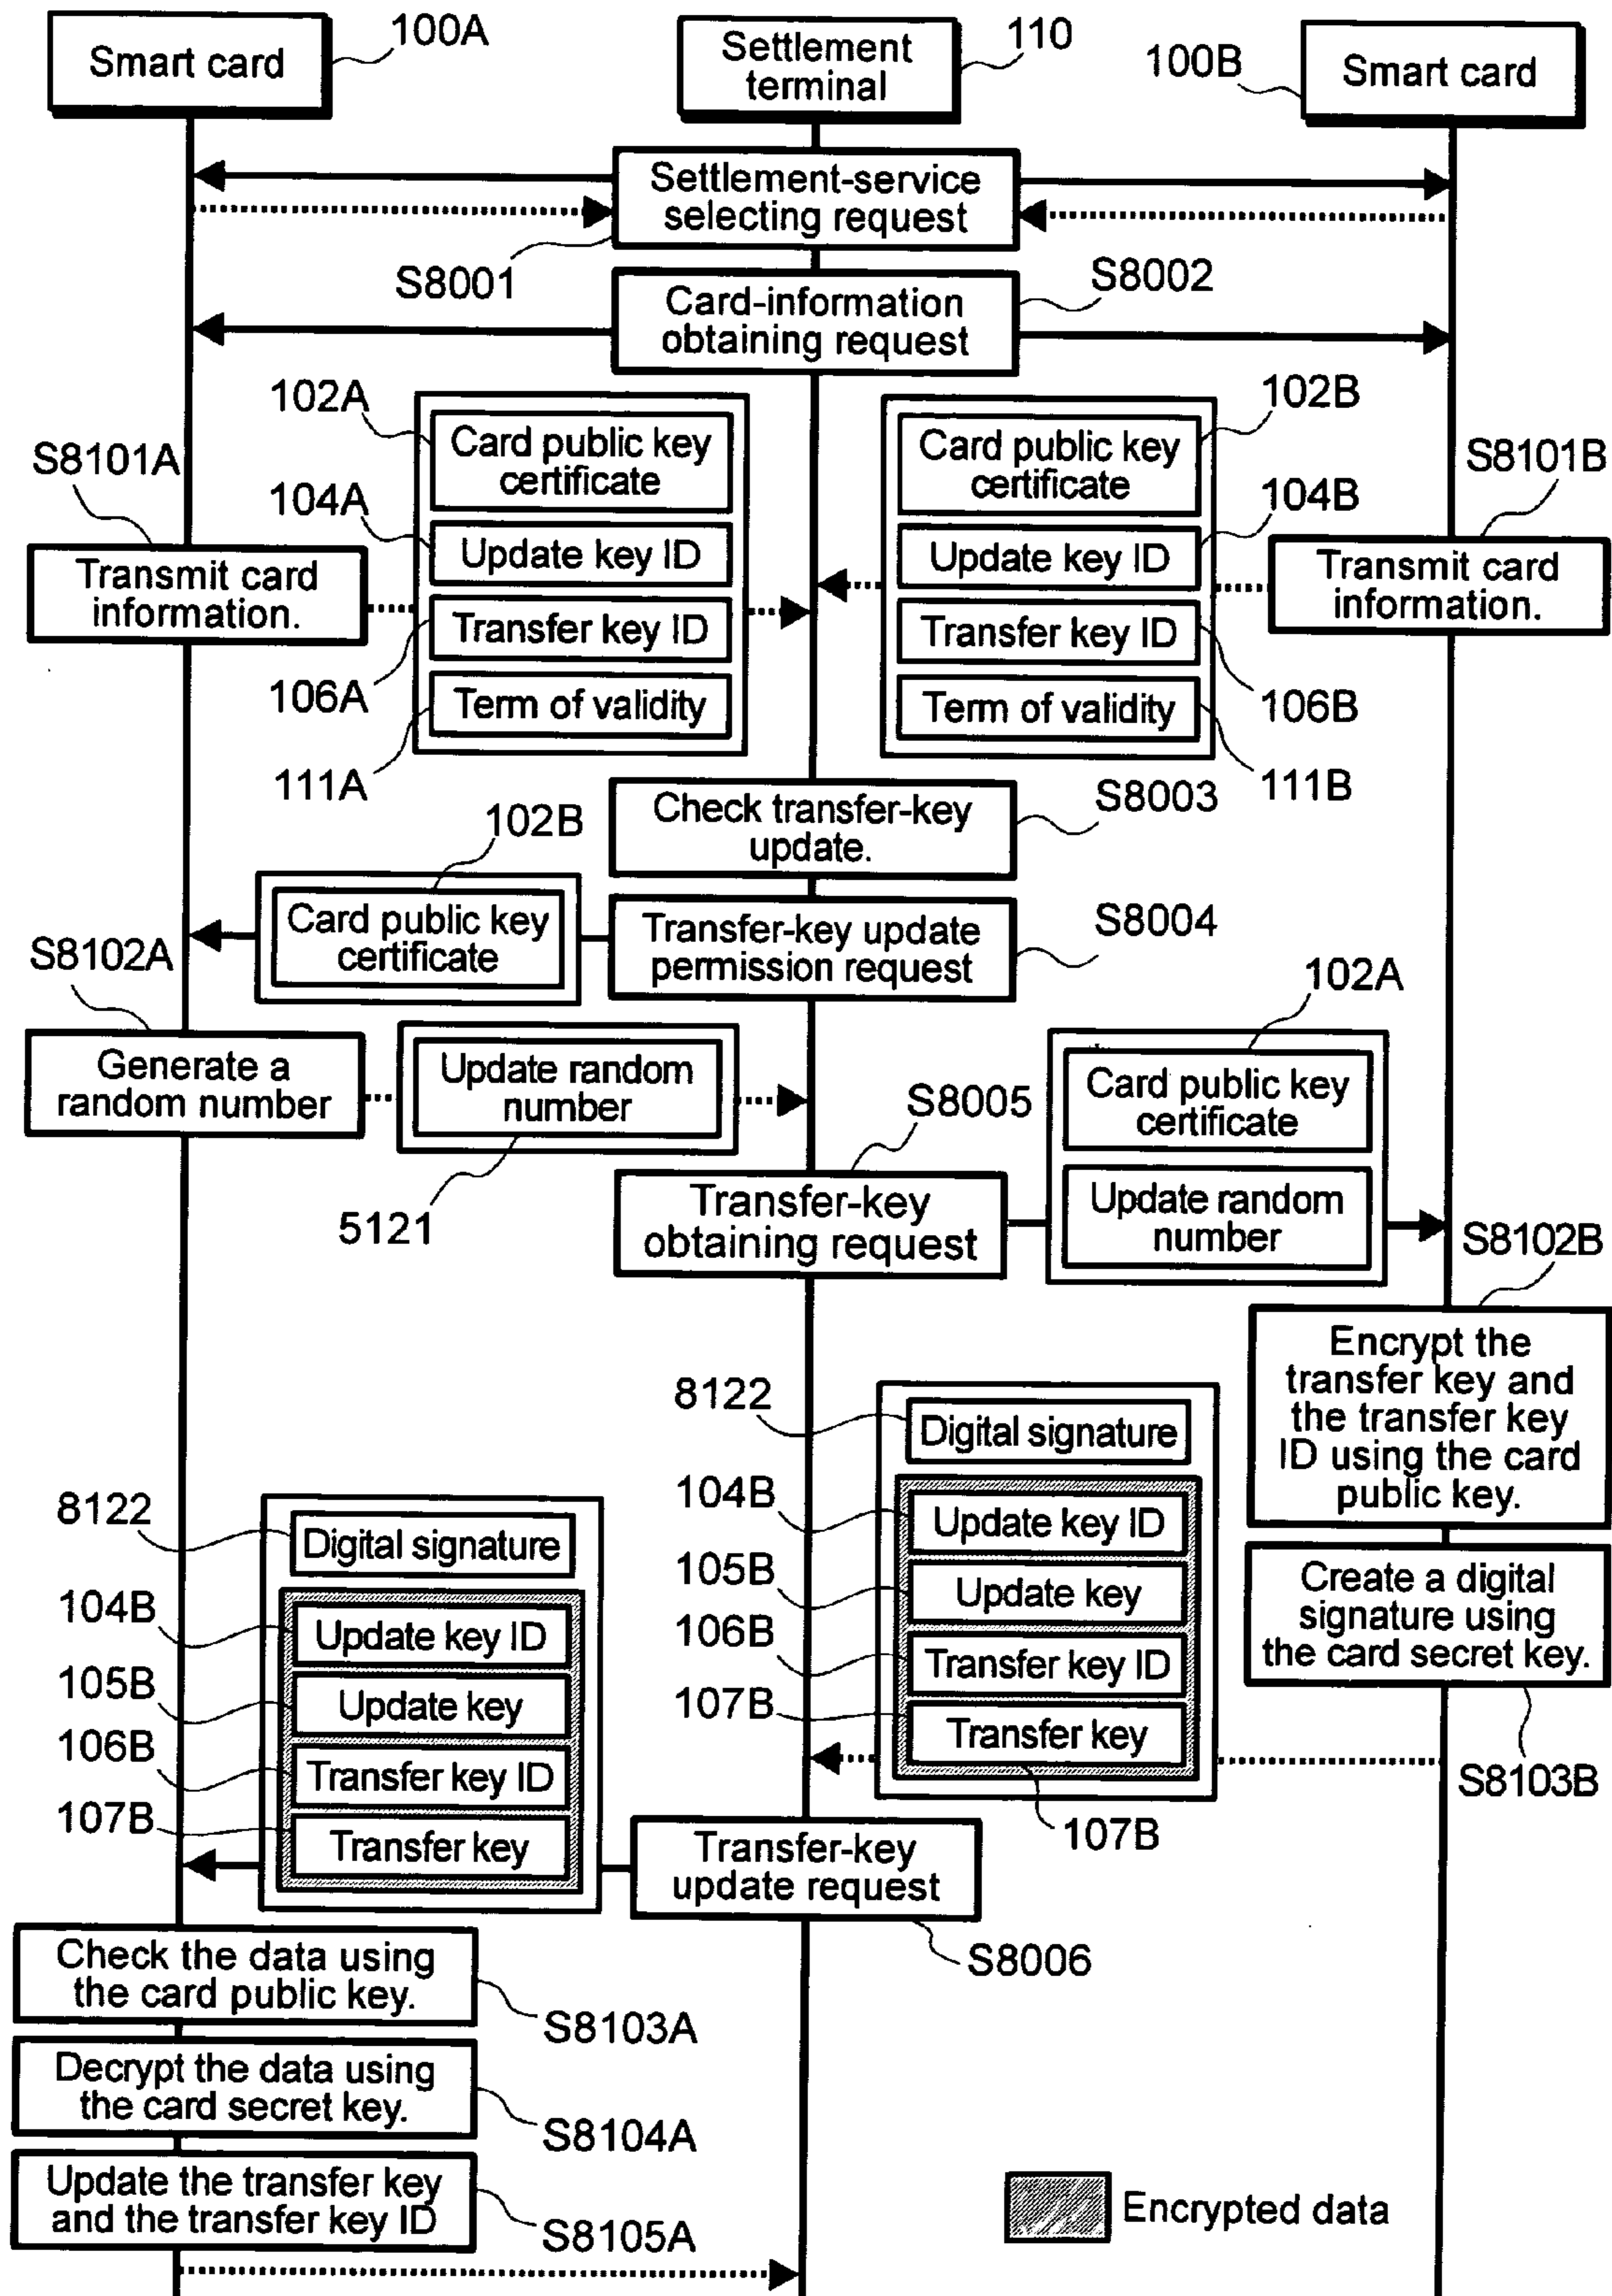 Smart card
100A
Settlement
terminal
110
100B
Smart card
Settlement-service
selecting request
S8001
Card-information
obtaining request
S8002
102A
Card public key
certificate
104A
Update key ID
Transfer key ID
106A
Term of validity
111A
S8101A
Transmit card
information.
102B
Card public key
certificate
104B
Update key ID
Transfer key ID
106B
Term of validity
111B
S8101B
Transmit card
information.
Check transfer-key
update.
S8003
102B
Card public key
certificate
Transfer-key update
permission request
S8004
S8102A
Generate a
random number
Update random
number
5121
S8005
Transfer-key
obtaining request
102A
Card public key
certificate
Update random
number
S8102B
Encrypt the
transfer key and
the transfer key
ID using the card
public key.
8122
Digital signature
104B
Update key ID
105B
Update key
106B
Transfer key ID
107B
Transfer key
107B
Create a digital
signature using
the card secret key.
S8103B
8122
Digital signature
104B
Update key ID
105B
Update key
106B
Transfer key ID
107B
Transfer key
Transfer-key
update request
S8006
Check the data using
the card public key.
S8103A
Decrypt the data using
the card secret key.
S8104A
Update the transfer key
and the transfer key ID
S8105A
Encrypted data